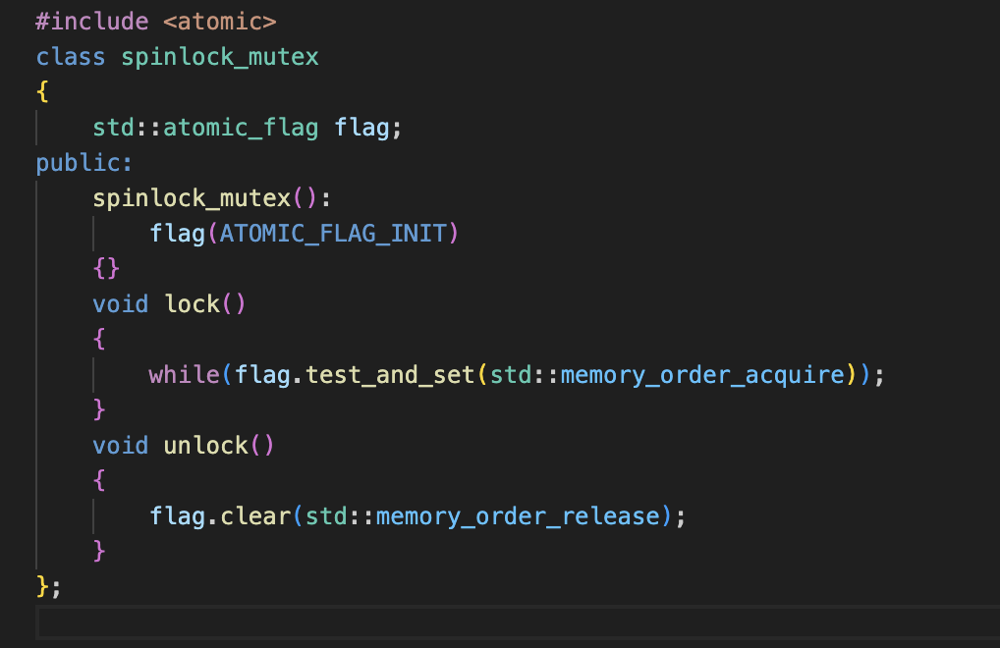 #include <atomic>
class spinlock_mutex
{
    std::atomic_flag flag;
public:
    spinlock_mutex():
        flag(ATOMIC_FLAG_INIT)
    {}
    void lock()
    {
        while(flag.test_and_set(std::memory_order_acquire));
    }
    void unlock()
    {
        flag.clear(std::memory_order_release);
    }
};